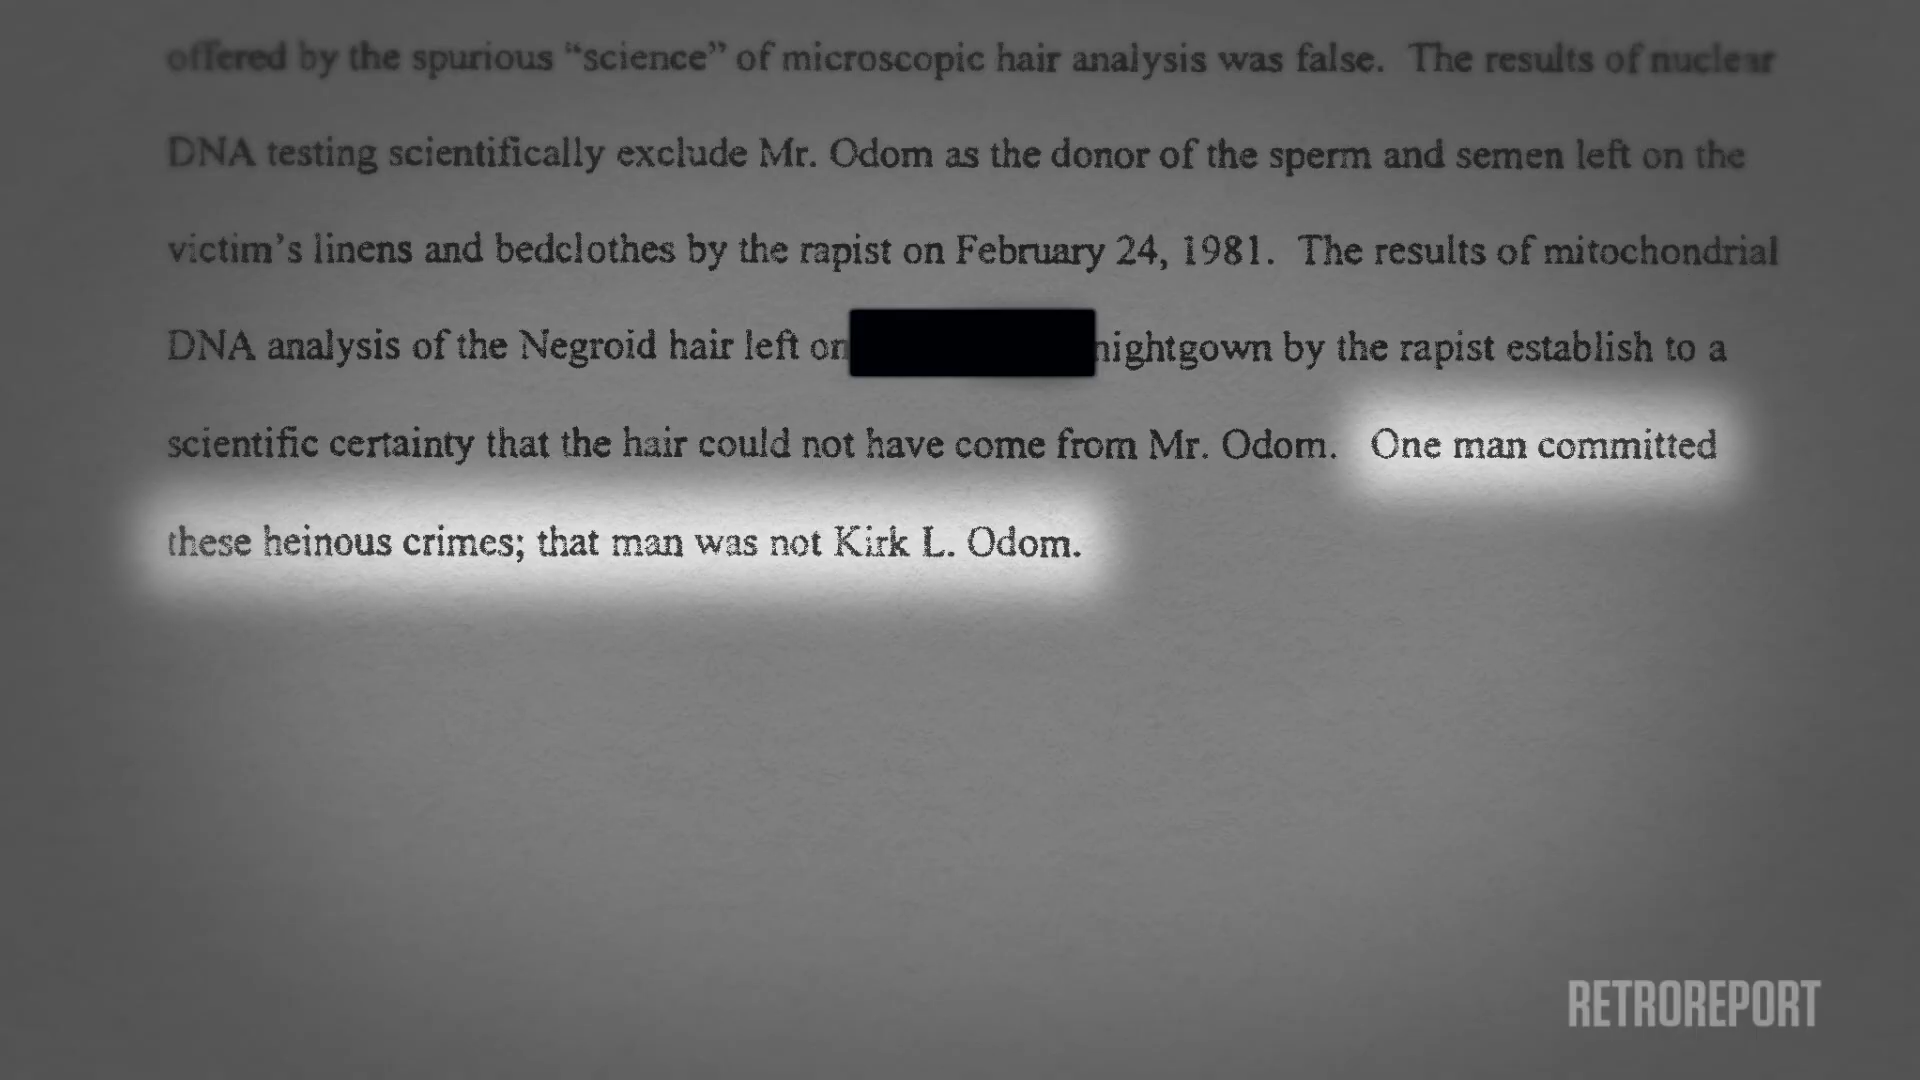 offered by the spurious “science” of microscopic hair analysis was false. The results of nuclear
DNA testing scientifically exclude Mr. Odom as the donor of the sperm and semen left on the
victim’s linens and bedclothes by the rapist on February 24, 1981. The results of mitochondrial
DNA analysis of the Negroid hair left on nightgown by the rapist establish to a
scientific certainty that the hair could not have come from Mr. Odom. One man committed
these heinous crimes; that man was not Kirk L. Odom.
RETROREPORT